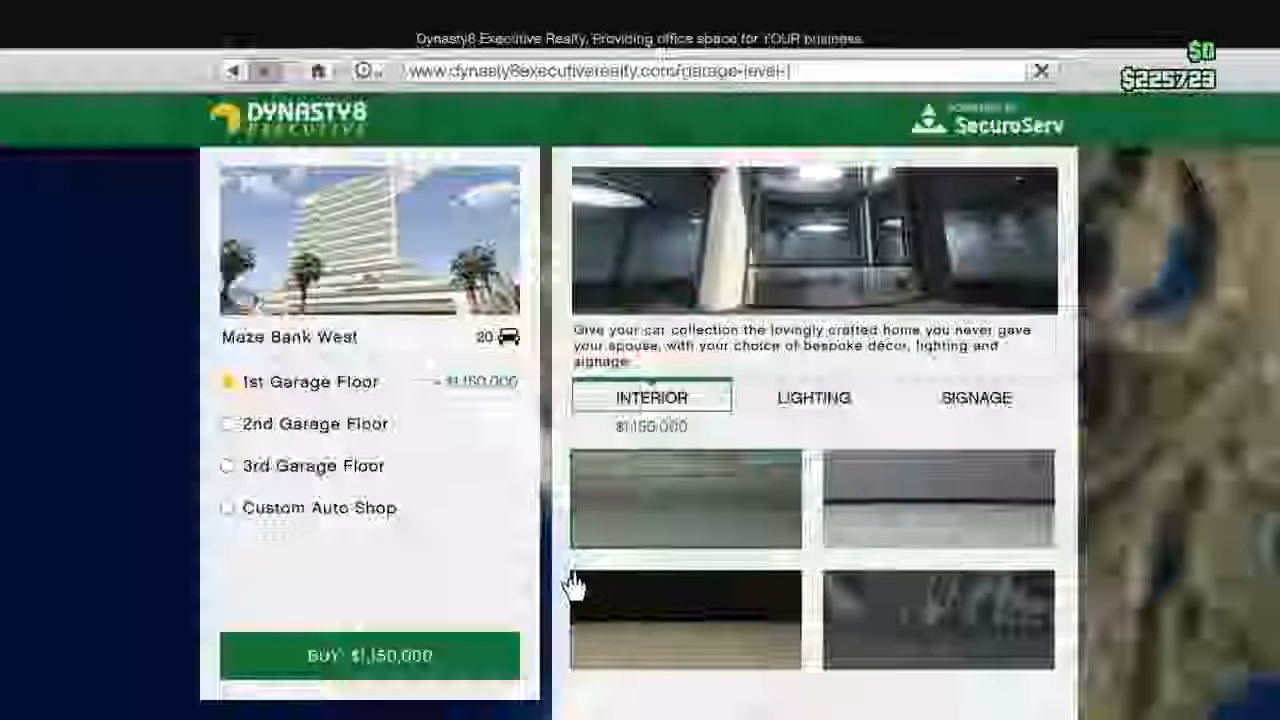 Dynasty8 Executive Realty, Providing office space for YOUR business.
$0
www.dynasty8executiverealty.com/garage-level-1
$225723
DYNASTY8
EXECUTIVE
POWERED BY
SecuroServ
Maze Bank West 20
1st Garage Floor $1,150,000
2nd Garage Floor
3rd Garage Floor
Custom Auto Shop
BUY: $1,150,000
Give your car collection the lovingly crafted home you never gave
your spouse, with your choice of bespoke décor, lighting and
signage.
INTERIOR LIGHTING SIGNAGE
$1,150,000